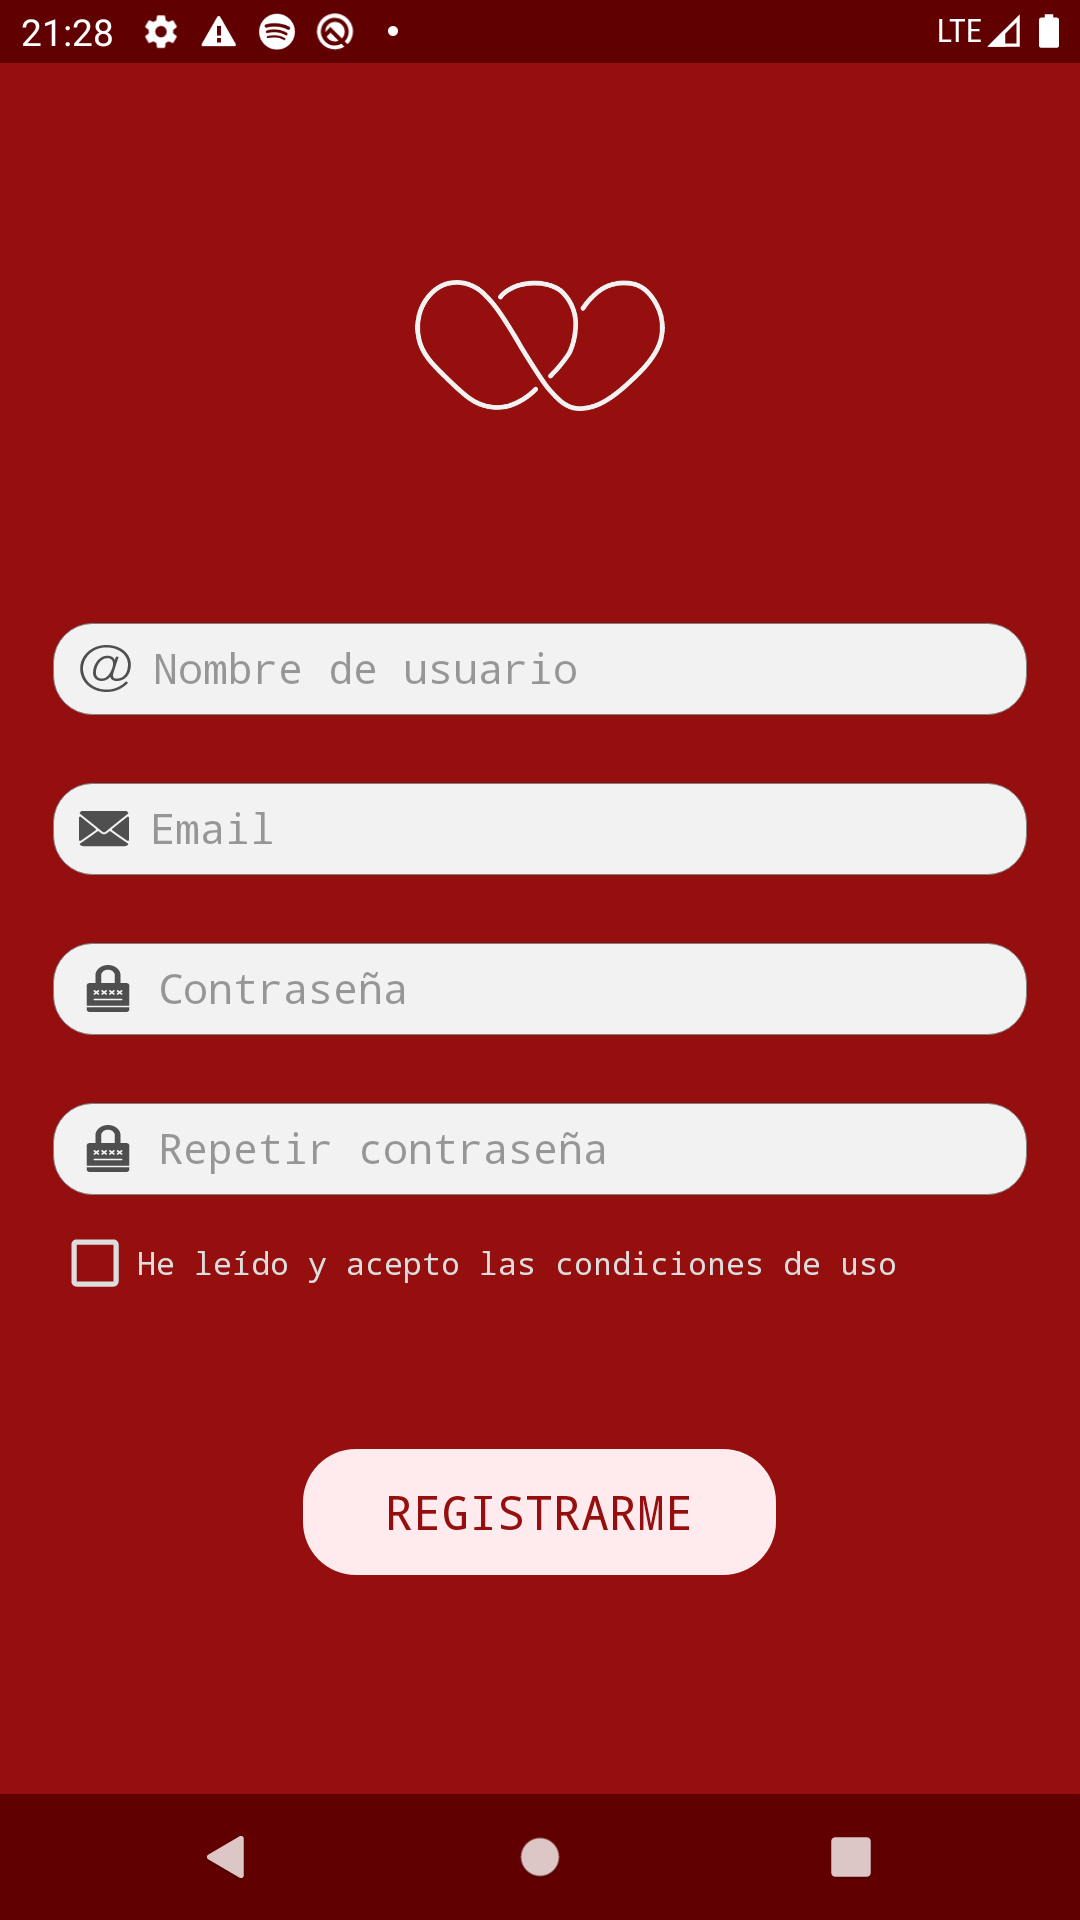 21:28 LTE
Nombre de usuario
Email
Contraseña
Repetir contraseña
He leído y acepto las condiciones de uso
REGISTRARME